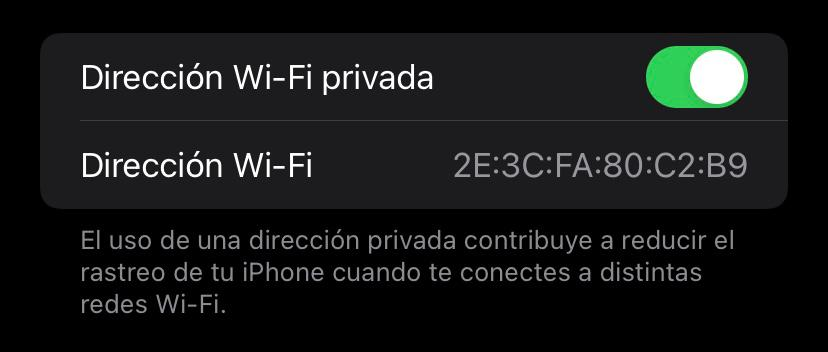 Dirección Wi-Fi privada
Dirección Wi-Fi 2E:3C:FA:80:C2:B9
El uso de una dirección privada contribuye a reducir el
rastreo de tu iPhone cuando te conectes a distintas
redes Wi-Fi.